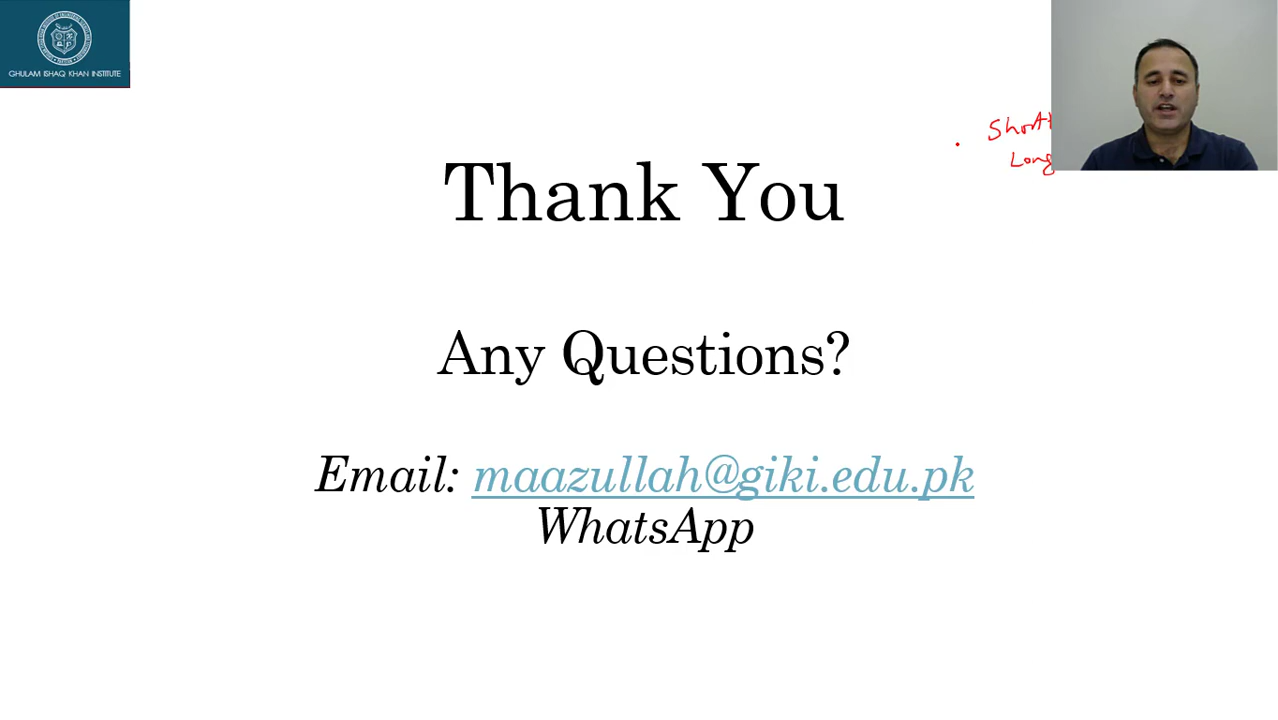 GHULAM ISHAQ KHAN INSTITUTE
Short
Long
Thank You
Any Questions?
Email: maazullah@giki.edu.pk
WhatsApp